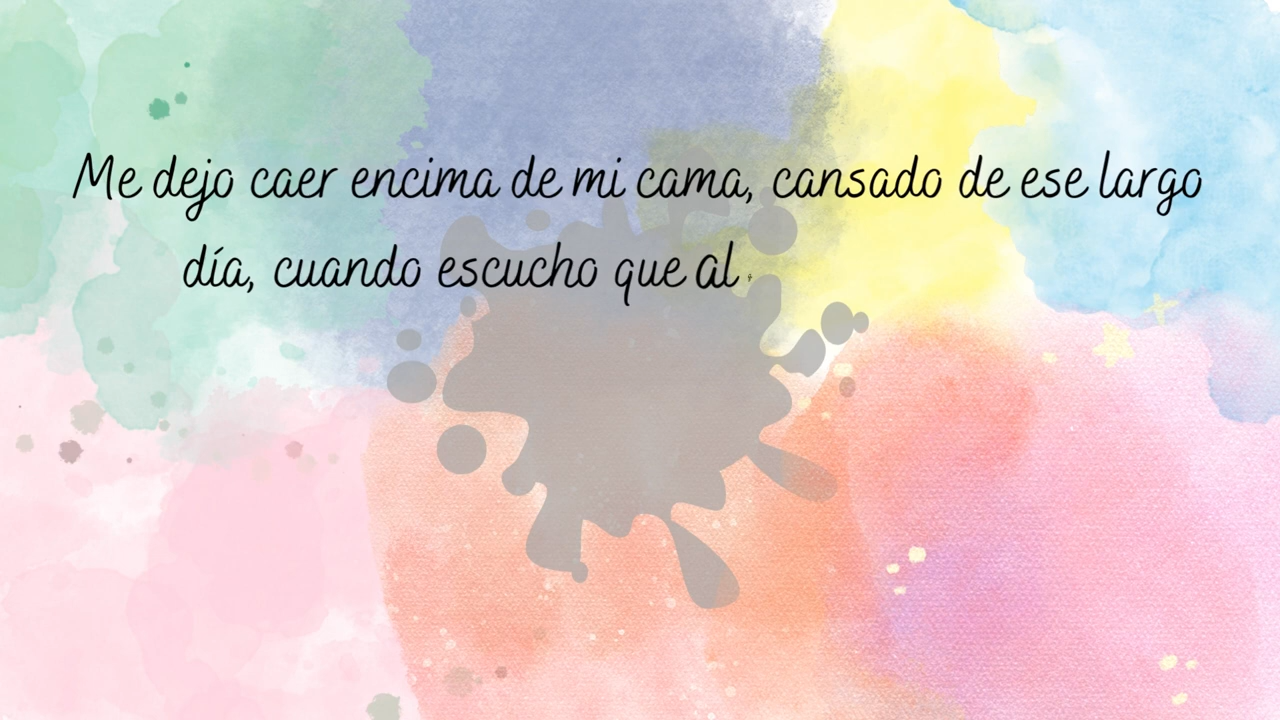 Me dejo caer encima de mi cama, cansado de ese largo
día, cuando escucho que al